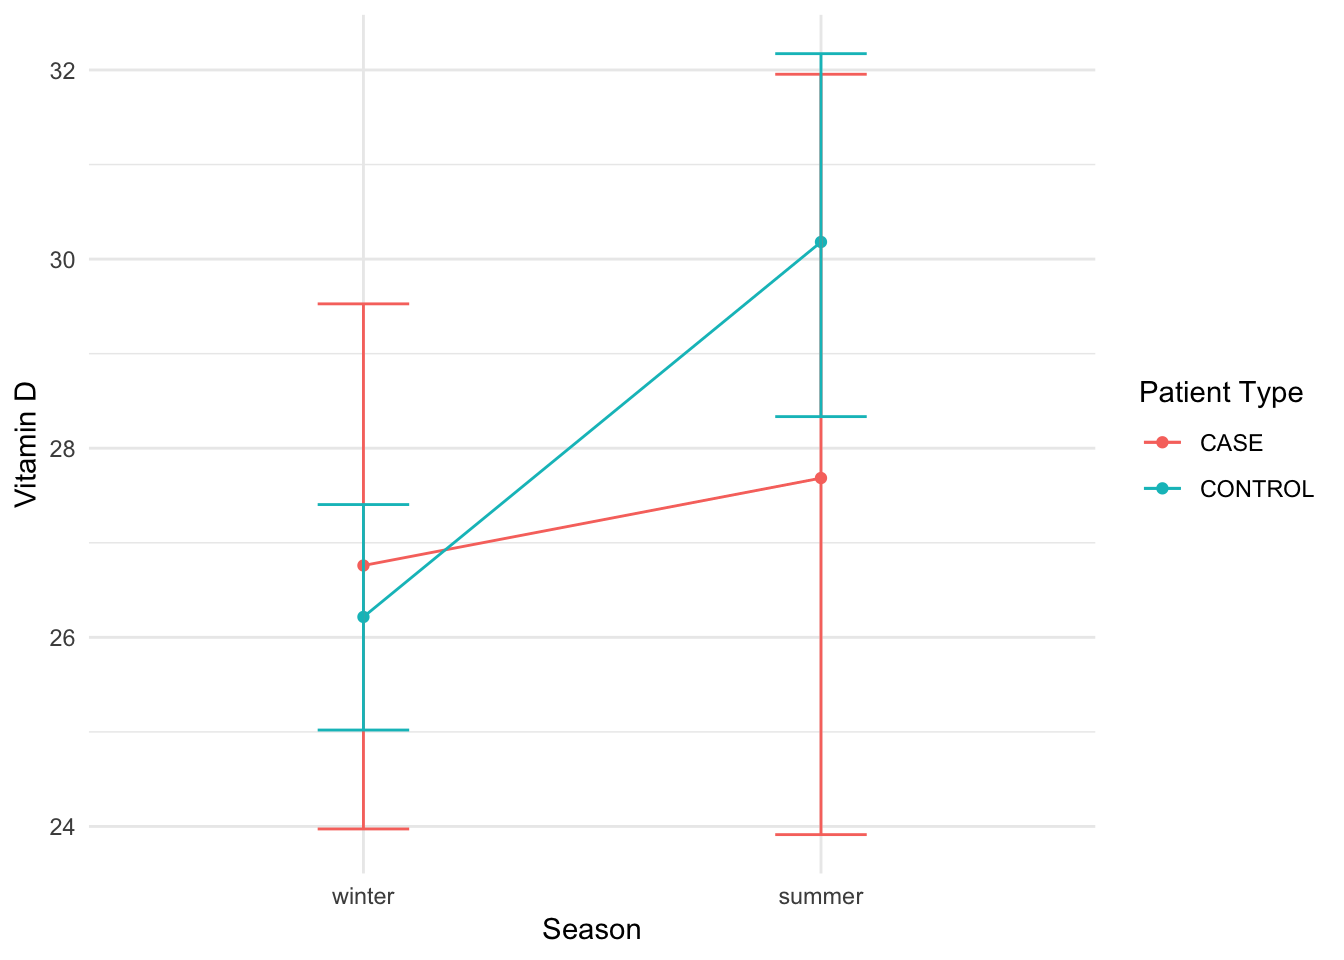 32
30
28
26
24
Vitamin D
winter
summer
Season
Patient Type
CASE
CONTROL